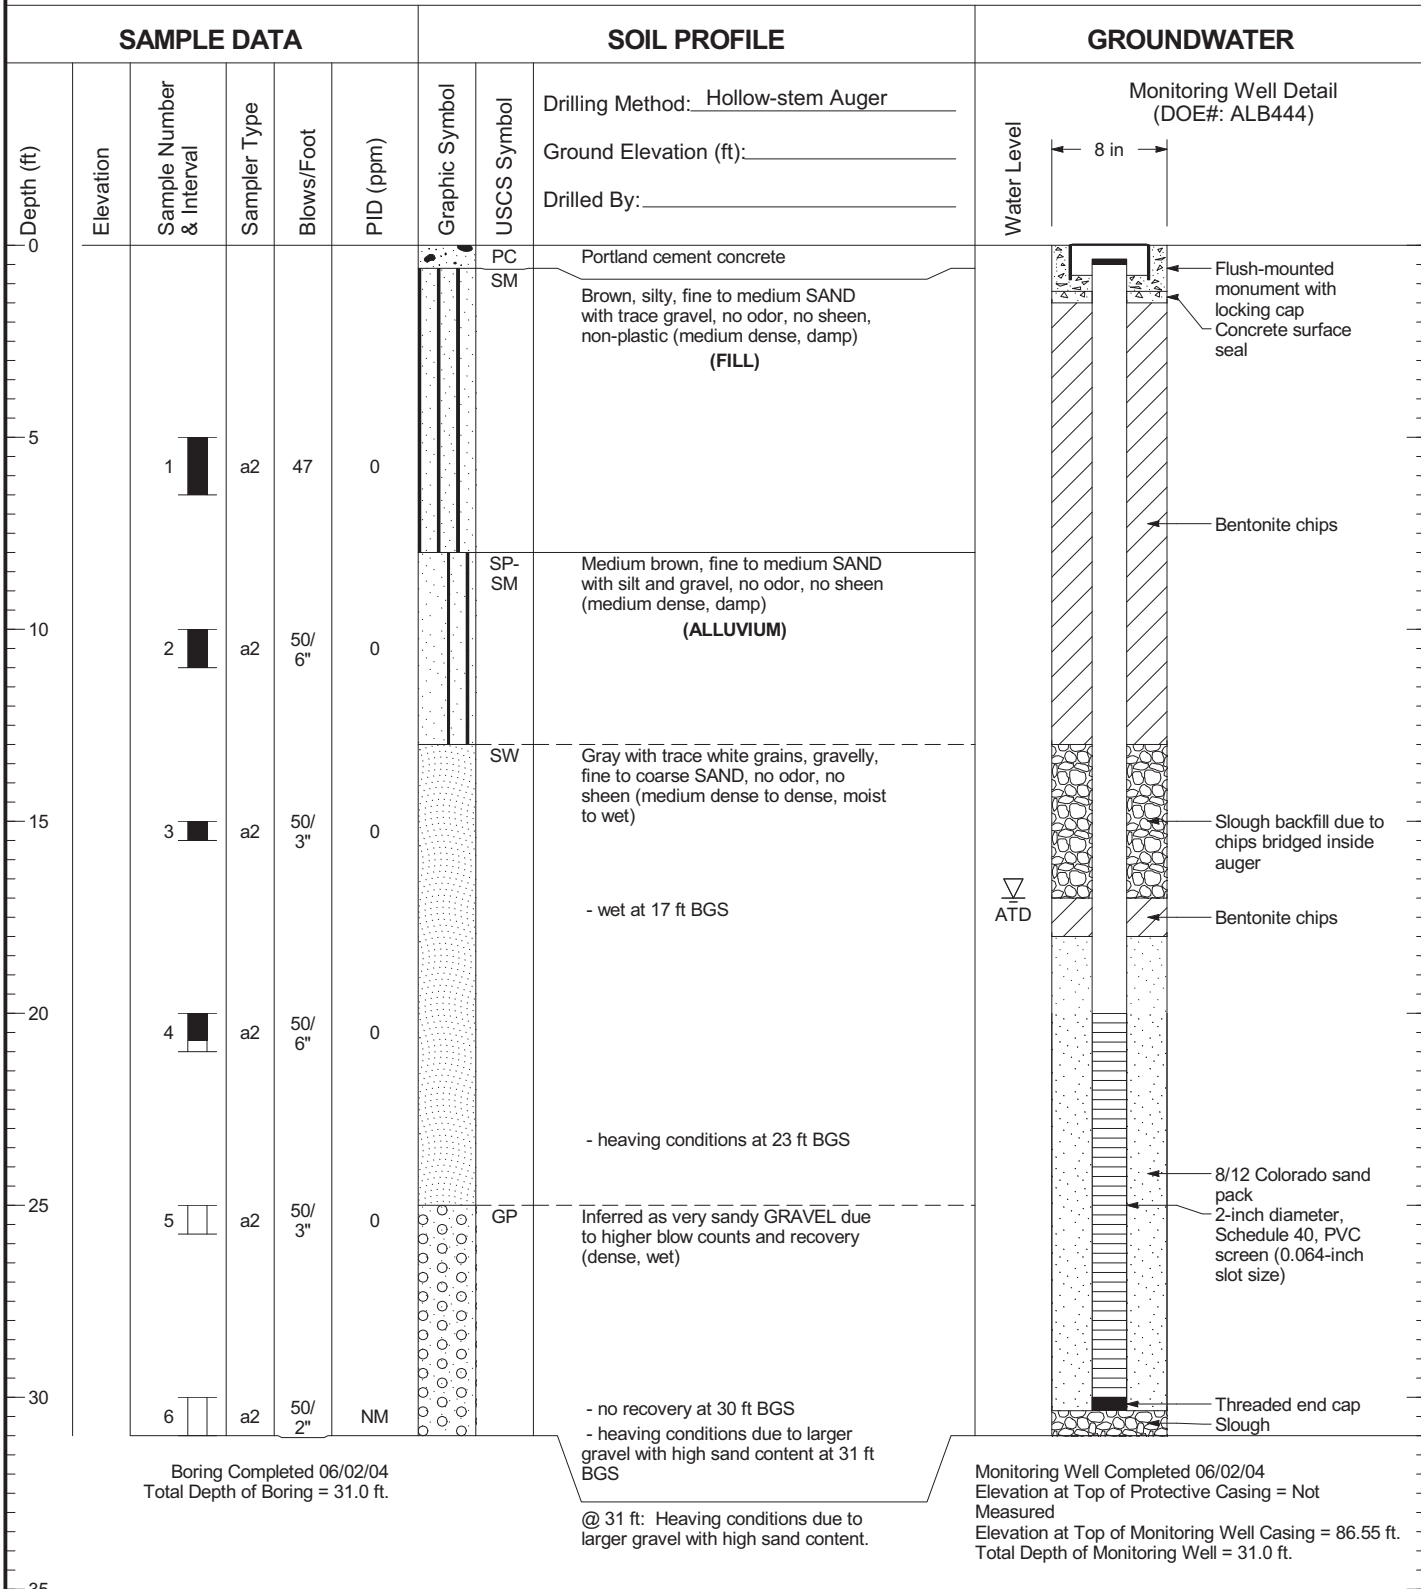 SAMPLE DATA
SOIL PROFILE
GROUNDWATER
Depth (ft)
Elevation
Sample Number
& Interval
Sampler Type
Blows/Foot
PID (ppm)
Graphic Symbol
USCS Symbol
Drilling Method: Hollow-stem Auger
Ground Elevation (ft):
Drilled By:
Water Level
Monitoring Well Detail
(DOE#: ALB444)
8 in
0
PC
Portland cement concrete
SM
Brown, silty, fine to medium SAND
with trace gravel, no odor, no sheen,
non-plastic (medium dense, damp)
(FILL)
Flush-mounted
monument with
locking cap
Concrete surface
seal
5
1 a2 47 0
Bentonite chips
SP-
SM
Medium brown, fine to medium SAND
with silt and gravel, no odor, no sheen
(medium dense, damp)
(ALLUVIUM)
10
2 a2 50/
6" 0
SW
Gray with trace white grains, gravelly,
fine to coarse SAND, no odor, no
sheen (medium dense to dense, moist
to wet)
15
3 a2 50/
3" 0
Slough backfill due to
chips bridged inside
auger
- wet at 17 ft BGS
ATD
Bentonite chips
20
4 a2 50/
6" 0
- heaving conditions at 23 ft BGS
8/12 Colorado sand
pack
2-inch diameter,
Schedule 40, PVC
screen (0.064-inch
slot size)
25
5 a2 50/
3" 0
GP
Inferred as very sandy GRAVEL due
to higher blow counts and recovery
(dense, wet)
30
6 a2 50/
2" NM
- no recovery at 30 ft BGS
- heaving conditions due to larger
gravel with high sand content at 31 ft
BGS
Threaded end cap
Slough
Boring Completed 06/02/04
Total Depth of Boring = 31.0 ft.
@ 31 ft: Heaving conditions due to
larger gravel with high sand content.
Monitoring Well Completed 06/02/04
Elevation at Top of Protective Casing = Not
Measured
Elevation at Top of Monitoring Well Casing = 86.55 ft.
Total Depth of Monitoring Well = 31.0 ft.
35